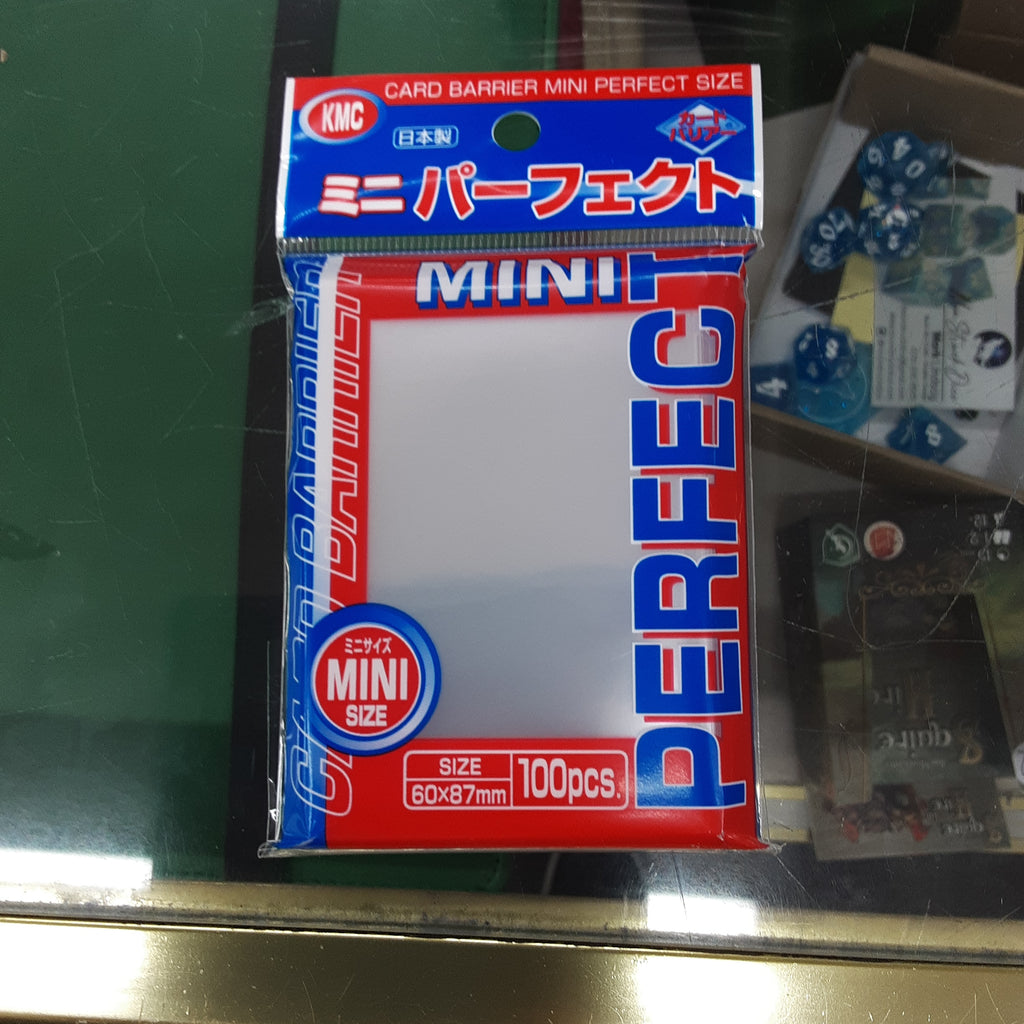 CARD BARRIER MINI PERFECT SIZE
KMC
日本製
カード
バリアー
ミニ パーフェクト
MINI
PERFECT
CARD BARRIER
ミニサイズ
MINI
SIZE
SIZE
60×87mm
100pcs.